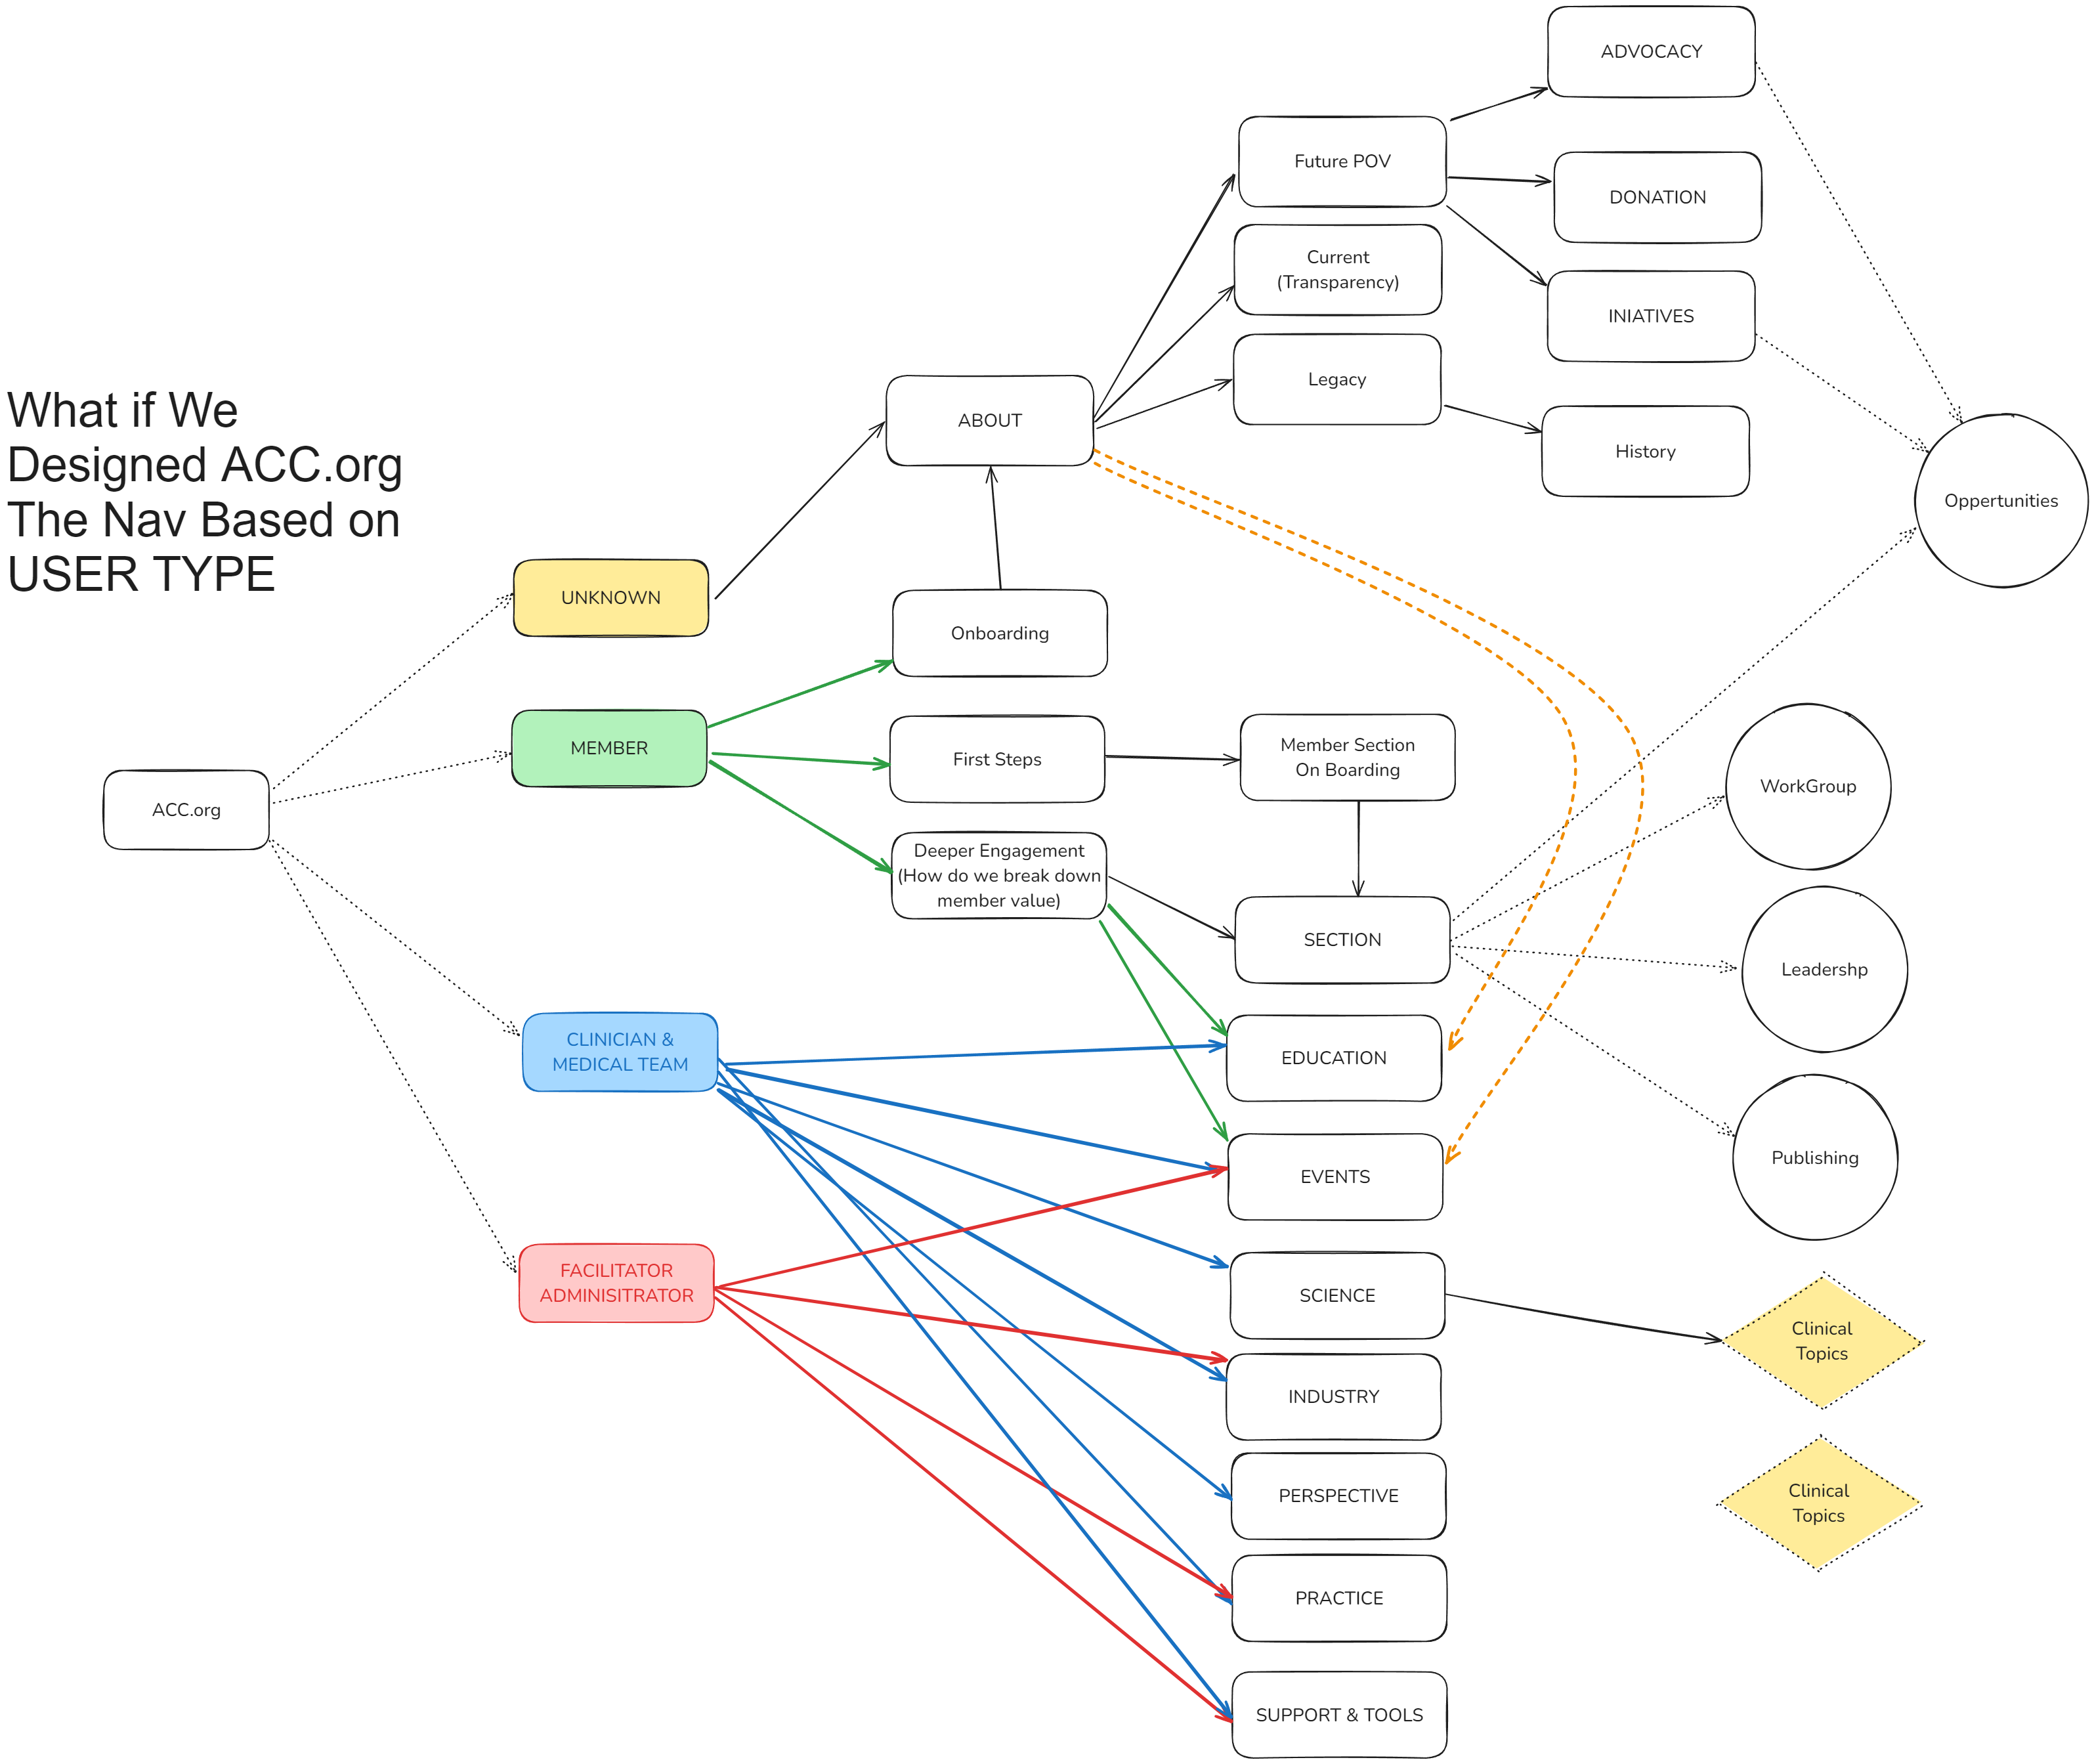 What if We
Designed ACC.org
The Nav Based on
USER TYPE
ACC.org
UNKNOWN
MEMBER
CLINICIAN &
MEDICAL TEAM
FACILITATOR
ADMINISITRATOR
ABOUT
Onboarding
First Steps
Deeper Engagement
(How do we break down
member value)
Future POV
Current
(Transparency)
Legacy
Member Section
On Boarding
SECTION
EDUCATION
EVENTS
SCIENCE
INDUSTRY
PERSPECTIVE
PRACTICE
SUPPORT & TOOLS
ADVOCACY
DONATION
INIATIVES
History
Oppertunities
WorkGroup
Leadershp
Publishing
Clinical
Topics
Clinical
Topics